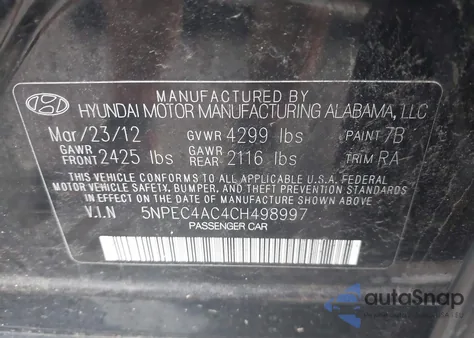 MANUFACTURED BY
HYUNDAI MOTOR MANUFACTURING ALABAMA, LLC
Mar/23/12 GVWR 4299 lbs PAINT 7B
GAWR FRONT 2425 lbs GAWR REAR 2116 lbs TRIM RA
THIS VEHICLE CONFORMS TO ALL APPLICABLE U.S.A. FEDERAL
MOTOR VEHICLE SAFETY, BUMPER, AND THEFT PREVENTION STANDARDS
IN EFFECT ON THE DATE OF MANUFACTURE SHOWN ABOVE.
V.I.N 5NPEC4AC4CH498997
PASSENGER CAR
autoSnap